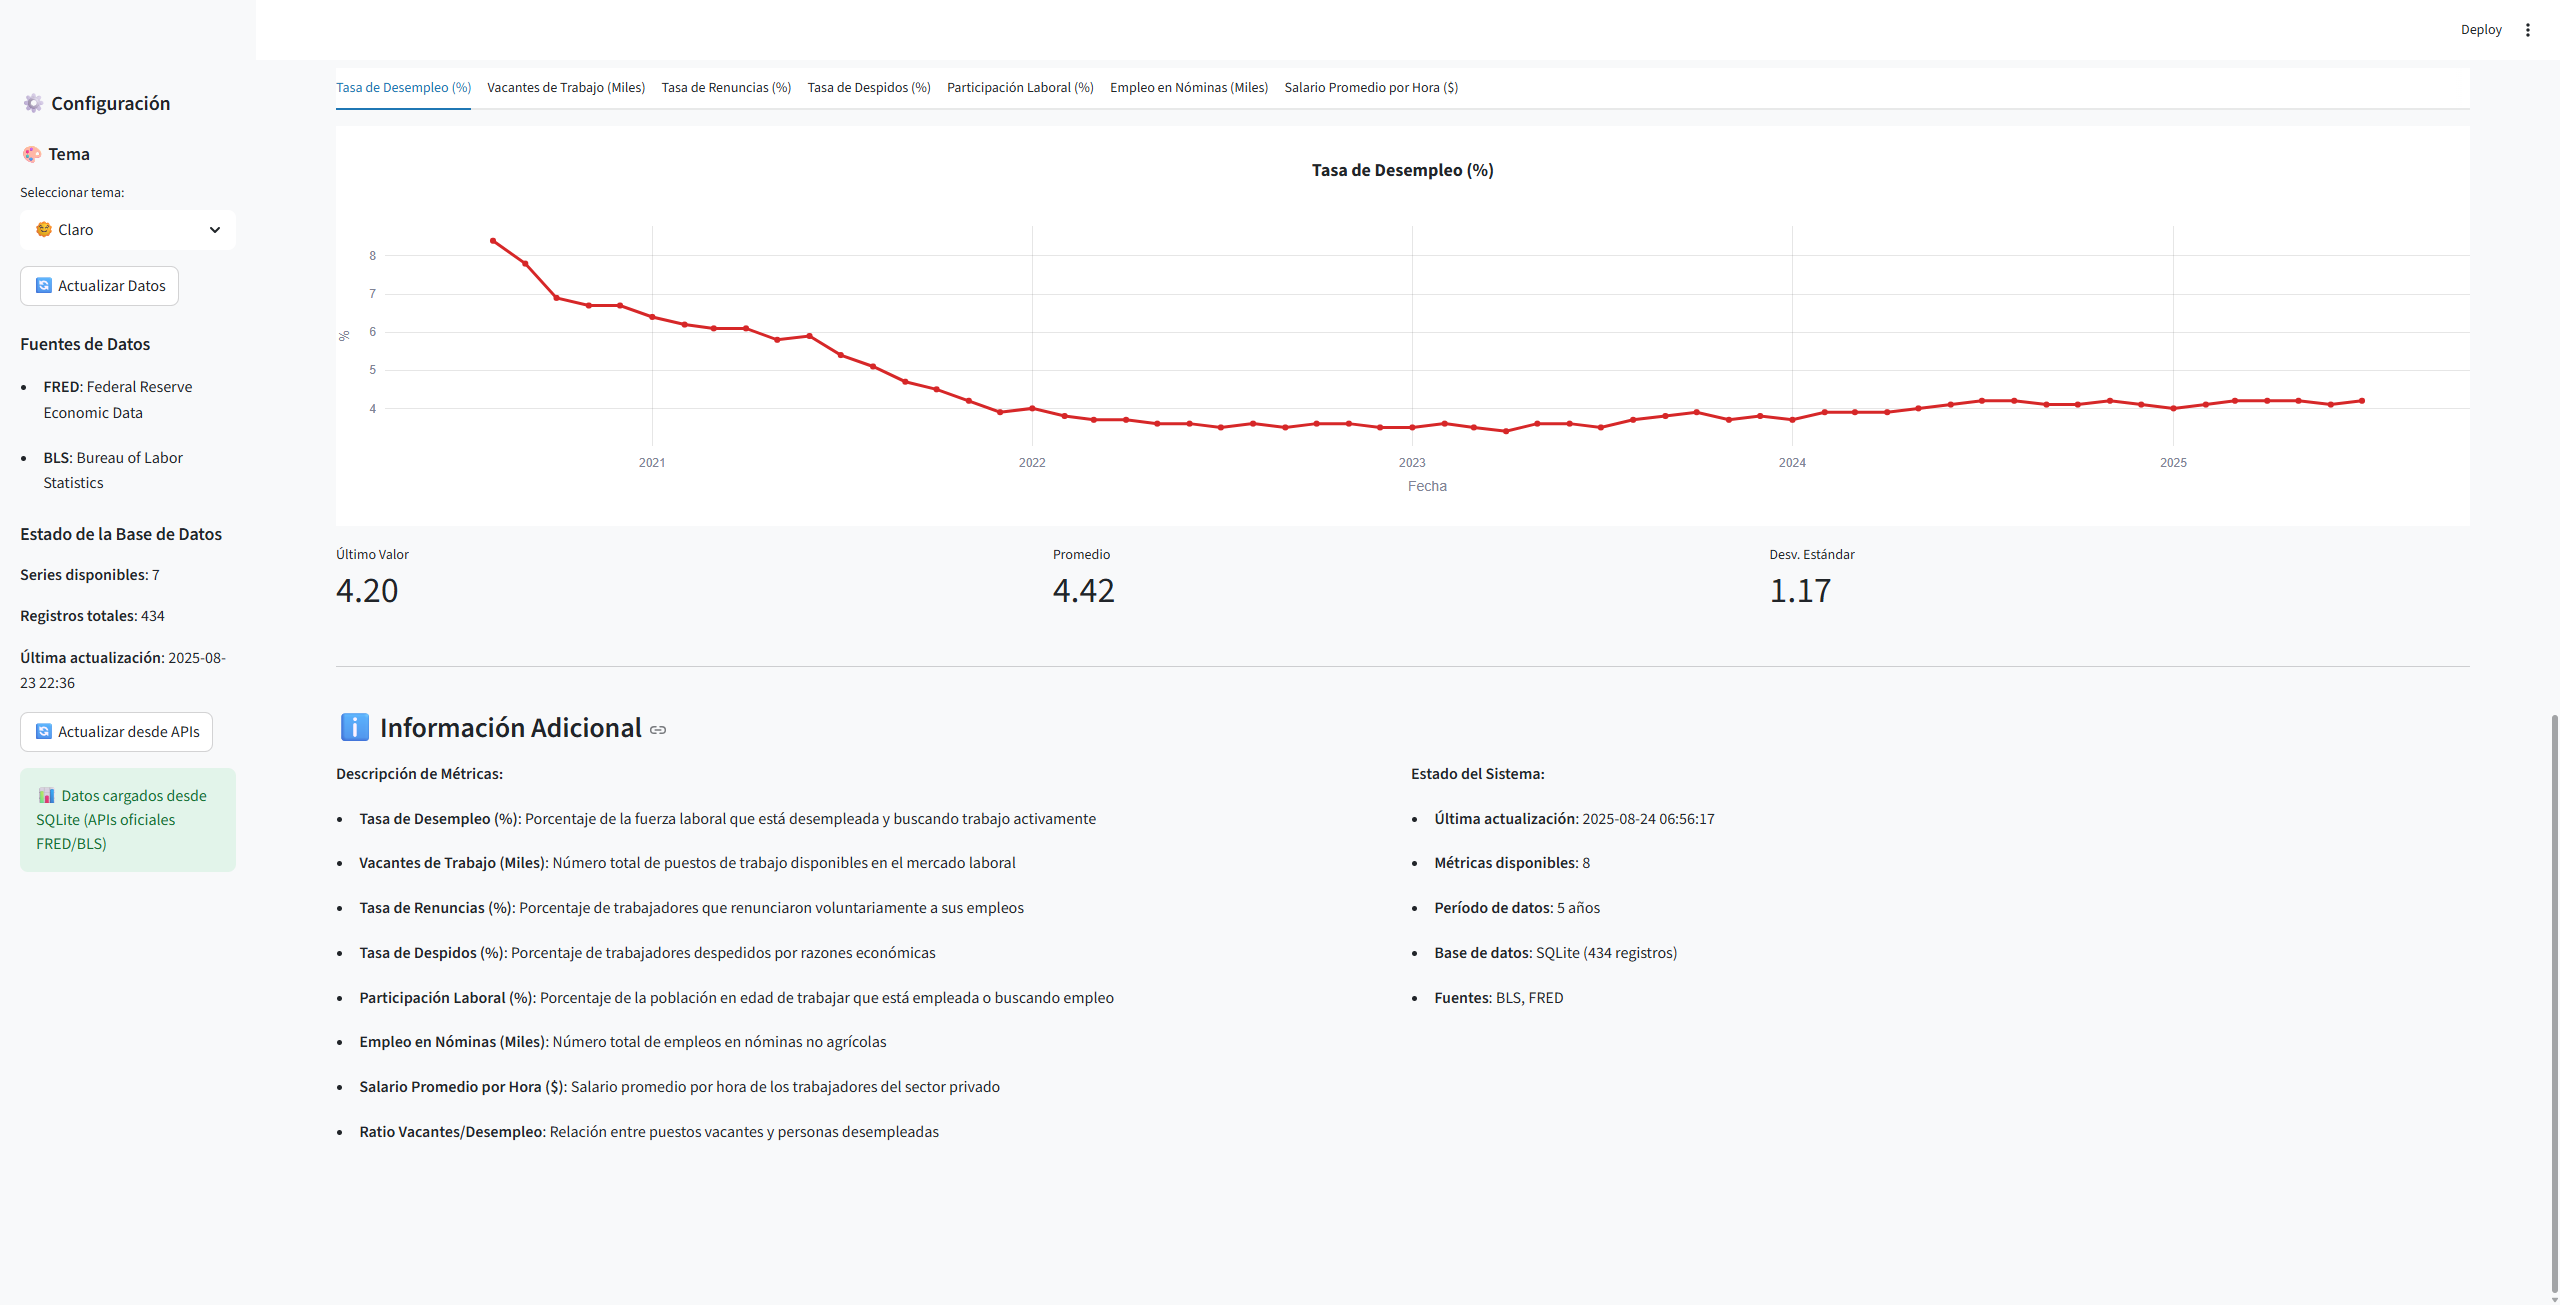 Deploy
Configuración
Tema
Seleccionar tema:
Claro
Actualizar Datos
Fuentes de Datos
FRED: Federal Reserve
Economic Data
BLS: Bureau of Labor
Statistics
Estado de la Base de Datos
Series disponibles: 7
Registros totales: 434
Última actualización: 2025-08-
23 22:36
Actualizar desde APIs
Datos cargados desde
SQLite (APIs oficiales
FRED/BLS)
Tasa de Desempleo (%) Vacantes de Trabajo (Miles) Tasa de Renuncias (%) Tasa de Despidos (%) Participación Laboral (%) Empleo en Nóminas (Miles) Salario Promedio por Hora ($)
Tasa de Desempleo (%)
8
7
6
5
4
%
2021 2022 2023 2024 2025
Fecha
Último Valor
4.20
Promedio
4.42
Desv. Estándar
1.17
Información Adicional
Descripción de Métricas:
Tasa de Desempleo (%): Porcentaje de la fuerza laboral que está desempleada y buscando trabajo activamente
Vacantes de Trabajo (Miles): Número total de puestos de trabajo disponibles en el mercado laboral
Tasa de Renuncias (%): Porcentaje de trabajadores que renunciaron voluntariamente a sus empleos
Tasa de Despidos (%): Porcentaje de trabajadores despedidos por razones económicas
Participación Laboral (%): Porcentaje de la población en edad de trabajar que está empleada o buscando empleo
Empleo en Nóminas (Miles): Número total de empleos en nóminas no agrícolas
Salario Promedio por Hora ($): Salario promedio por hora de los trabajadores del sector privado
Ratio Vacantes/Desempleo: Relación entre puestos vacantes y personas desempleadas
Estado del Sistema:
Última actualización: 2025-08-24 06:56:17
Métricas disponibles: 8
Período de datos: 5 años
Base de datos: SQLite (434 registros)
Fuentes: BLS, FRED